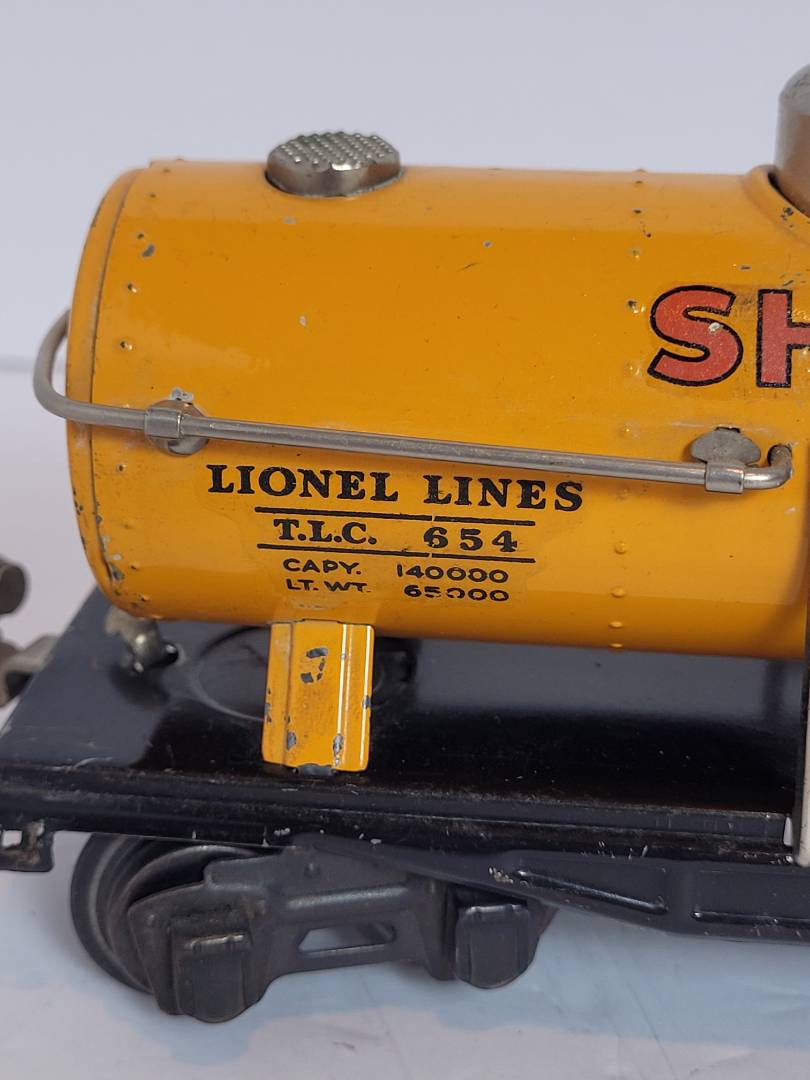 SH
LIONEL LINES
T.L.C. 654
CAPY. 140000
LT. WT. 65000